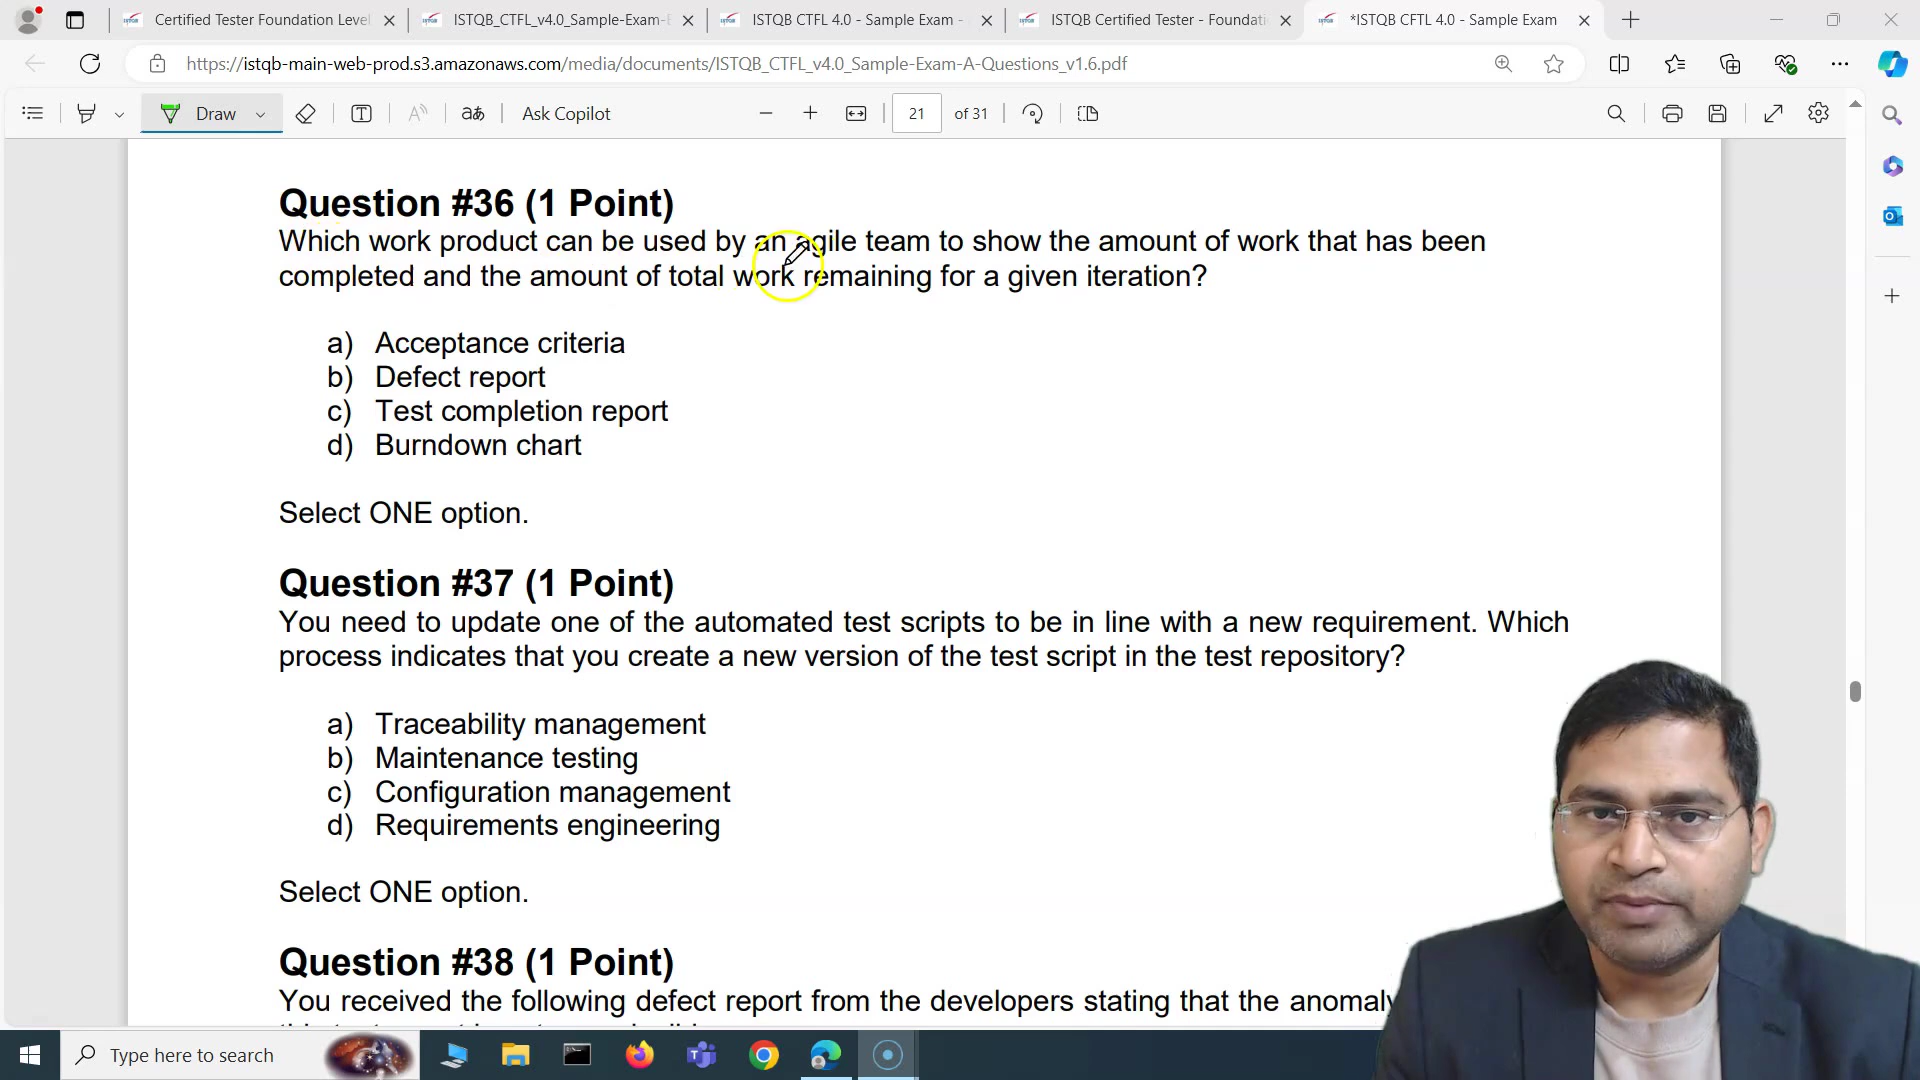 Certified Tester Foundation Level
ISTQB_CTFL_v4.0_Sample-Exam-
ISTQB CTFL 4.0 - Sample Exam -
ISTQB Certified Tester - Foundati
*ISTQB CFTL 4.0 - Sample Exam
https://istqb-main-web-prod.s3.amazonaws.com/media/documents/ISTQB_CTFL_v4.0_Sample-Exam-A-Questions_v1.6.pdf
Draw
aあ
Ask Copilot
21 of 31
Question #36 (1 Point)
Which work product can be used by an agile team to show the amount of work that has been
completed and the amount of total work remaining for a given iteration?
a) Acceptance criteria
b) Defect report
c) Test completion report
d) Burndown chart
Select ONE option.
Question #37 (1 Point)
You need to update one of the automated test scripts to be in line with a new requirement. Which
process indicates that you create a new version of the test script in the test repository?
a) Traceability management
b) Maintenance testing
c) Configuration management
d) Requirements engineering
Select ONE option.
Question #38 (1 Point)
You received the following defect report from the developers stating that the anomaly
Type here to search